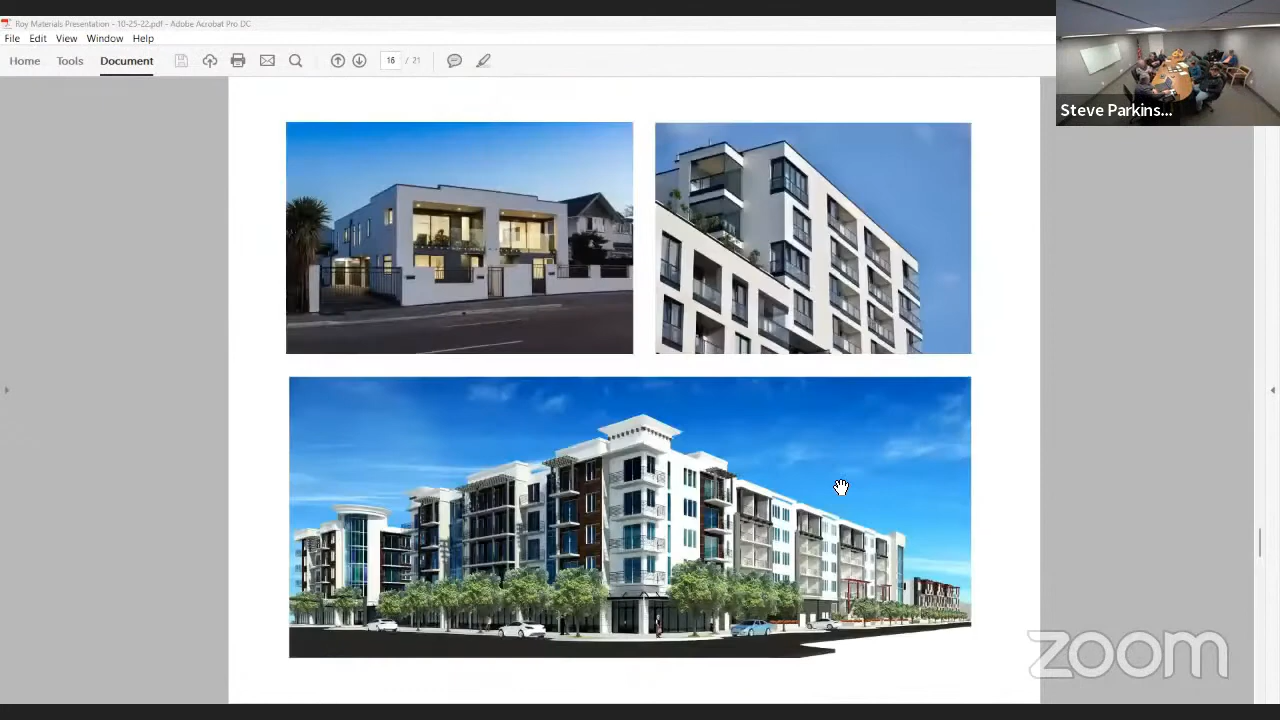 Roy Materials Presentation - 10-25-22.pdf - Adobe Acrobat Pro DC
File Edit View Window Help
Home Tools Document 16 / 21
Steve Parkins...
zoom